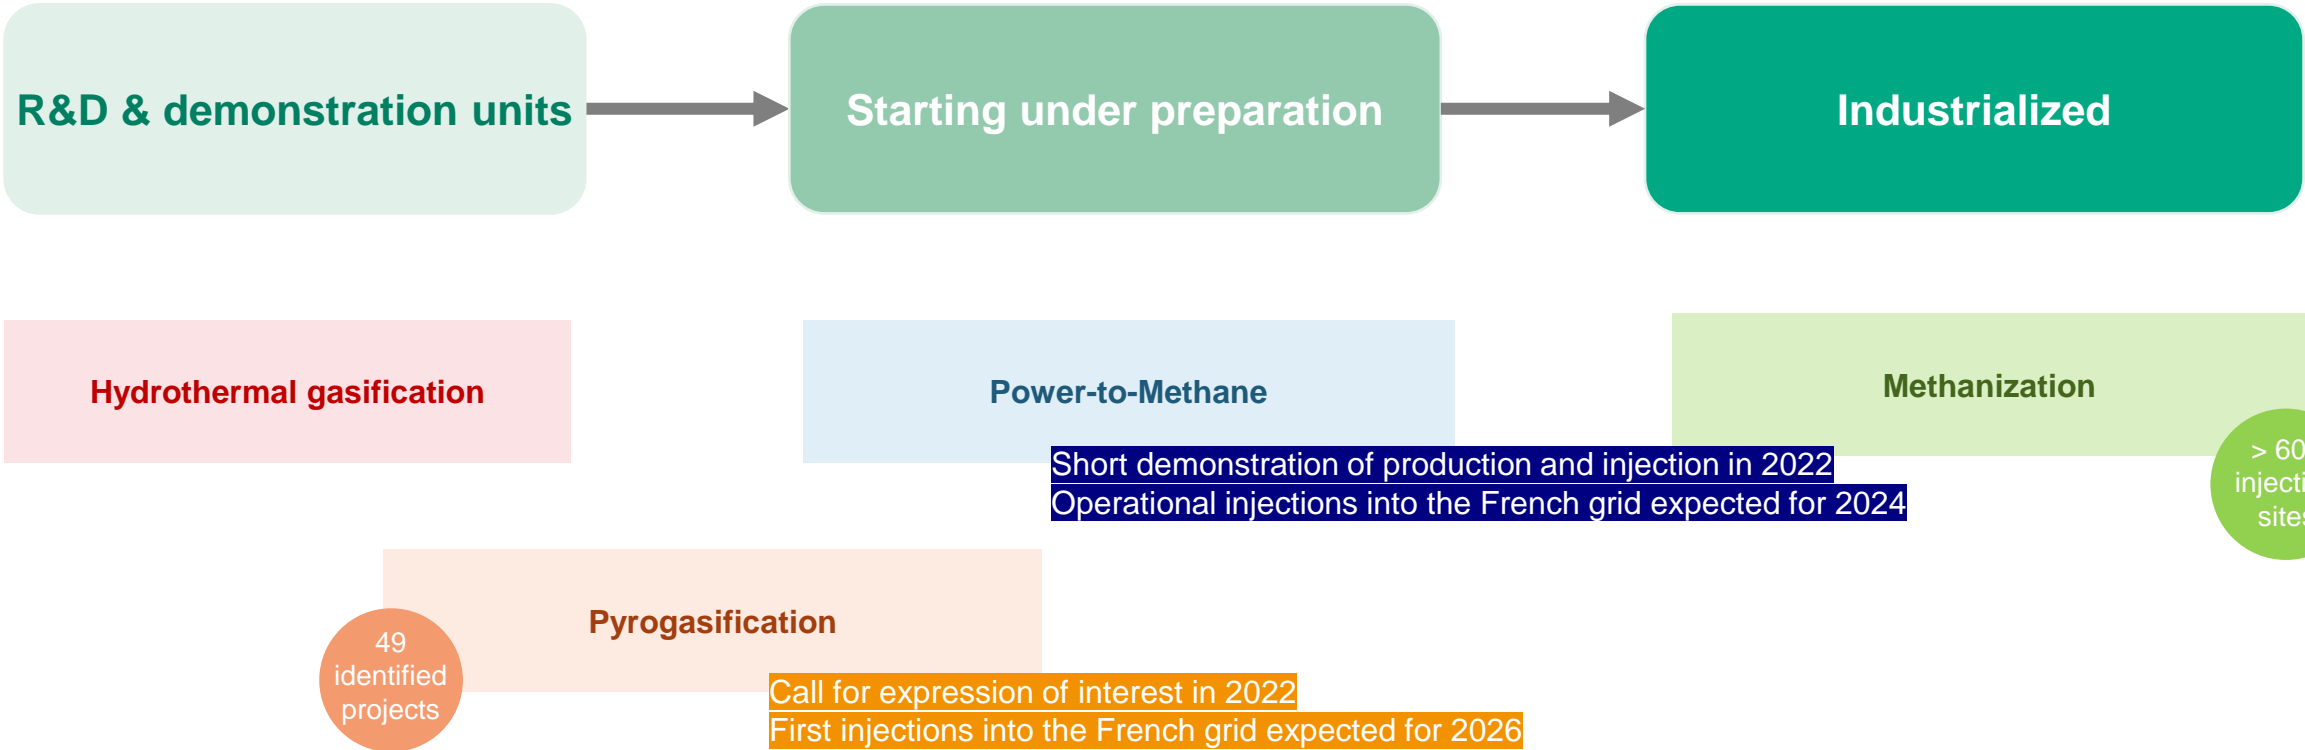 R&D & demonstration units
Starting under preparation
Industrialized
Hydrothermal gasification
Power-to-Methane
Methanization
Short demonstration of production and injection in 2022
Operational injections into the French grid expected for 2024
>
Pyrogasification
49
identified
projects
Call for expression of interest in 2022
First injections into the French grid expected for 2026